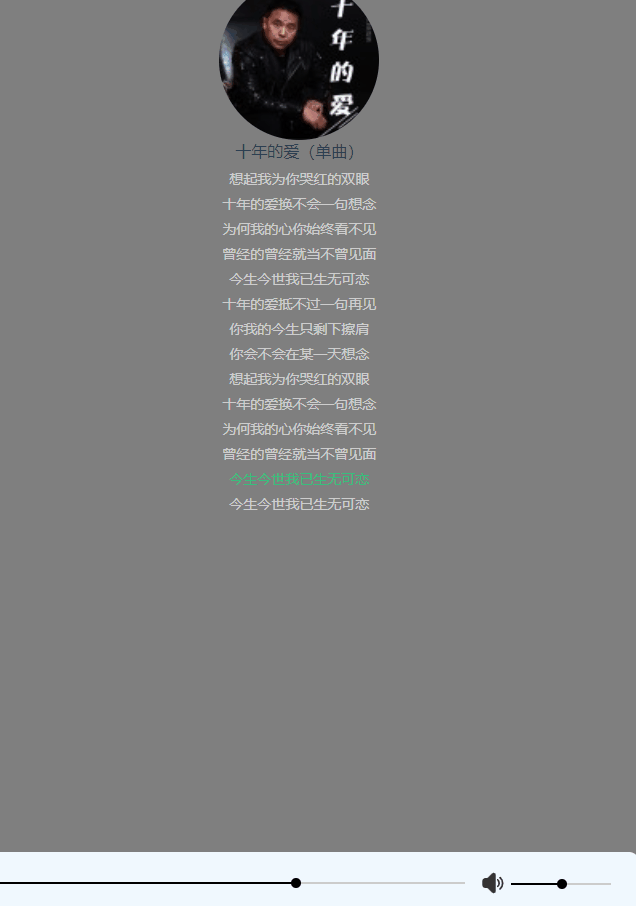 十年的爱
十年的爱（单曲）
想起我为你哭红的双眼
十年的爱换不会一句想念
为何我的心你始终看不见
曾经的曾经就当不曾见面
今生今世我已生无可恋
十年的爱抵不过一句再见
你我的今生只剩下擦肩
你会不会在某一天想念
想起我为你哭红的双眼
十年的爱换不会一句想念
为何我的心你始终看不见
曾经的曾经就当不曾见面
今生今世我已生无可恋
今生今世我已生无可恋